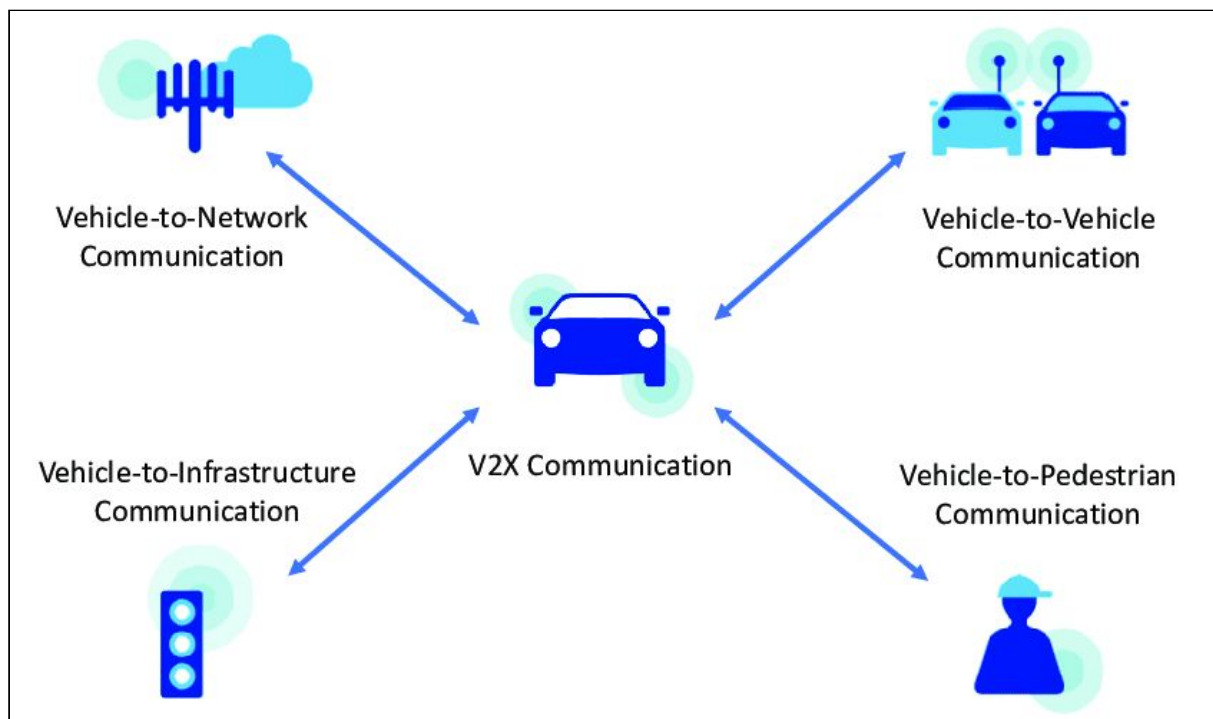 Vehicle-to-Network
Communication
Vehicle-to-Vehicle
Communication
V2X Communication
Vehicle-to-Infrastructure
Communication
Vehicle-to-Pedestrian
Communication